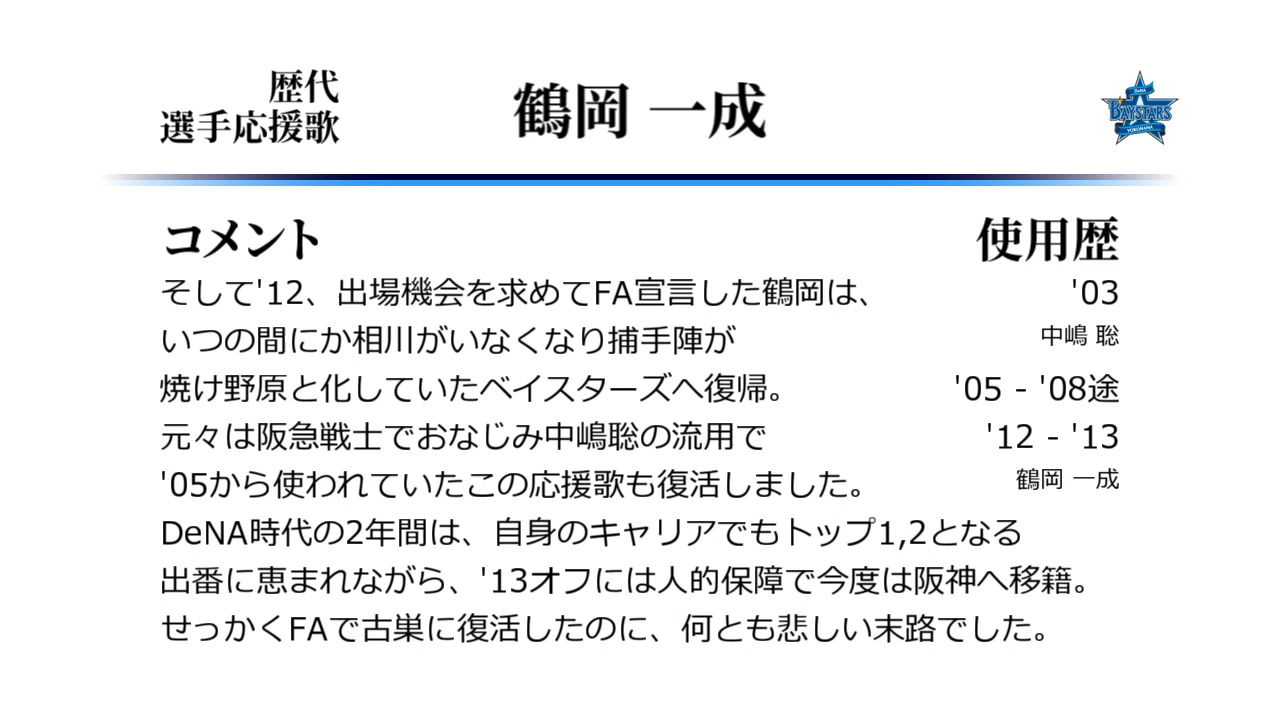 歴代
選手応援歌
鶴岡 一成
DeNA
BAYSTARS
YOKOHAMA
コメント
そして'12、出場機会を求めてFA宣言した鶴岡は、
いつの間にか相川がいなくなり捕手陣が
焼け野原と化していたベイスターズへ復帰。
元々は阪急戦士でおなじみ中嶋聡の流用で
'05から使われていたこの応援歌も復活しました。
DeNA時代の2年間は、自身のキャリアでもトップ1,2となる
出番に恵まれながら、'13オフには人的保障で今度は阪神へ移籍。
せっかくFAで古巣に復活したのに、何とも悲しい末路でした。
使用歴
'03
中嶋 聡
'05 - '08途
'12 - '13
鶴岡 一成